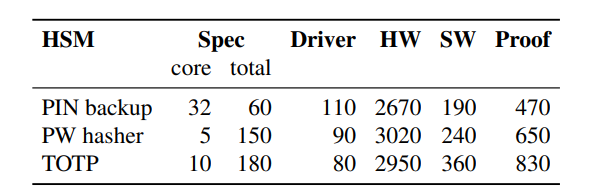 HSM Spec Driver HW SW Proof
core total
PIN backup 32 60 110 2670 190 470
PW hasher 5 150 90 3020 240 650
TOTP 10 180 80 2950 360 830